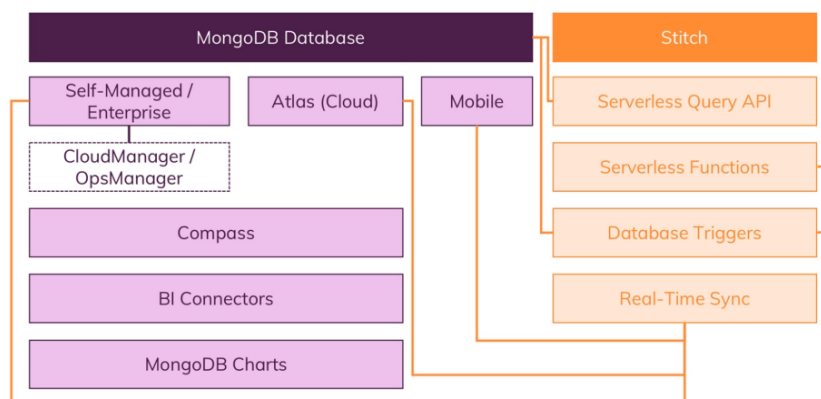 MongoDB Database
Stitch
Self-Managed /
Enterprise
Atlas (Cloud)
Mobile
Serverless Query API
CloudManager /
OpsManager
Serverless Functions
Compass
Database Triggers
BI Connectors
Real-Time Sync
MongoDB Charts